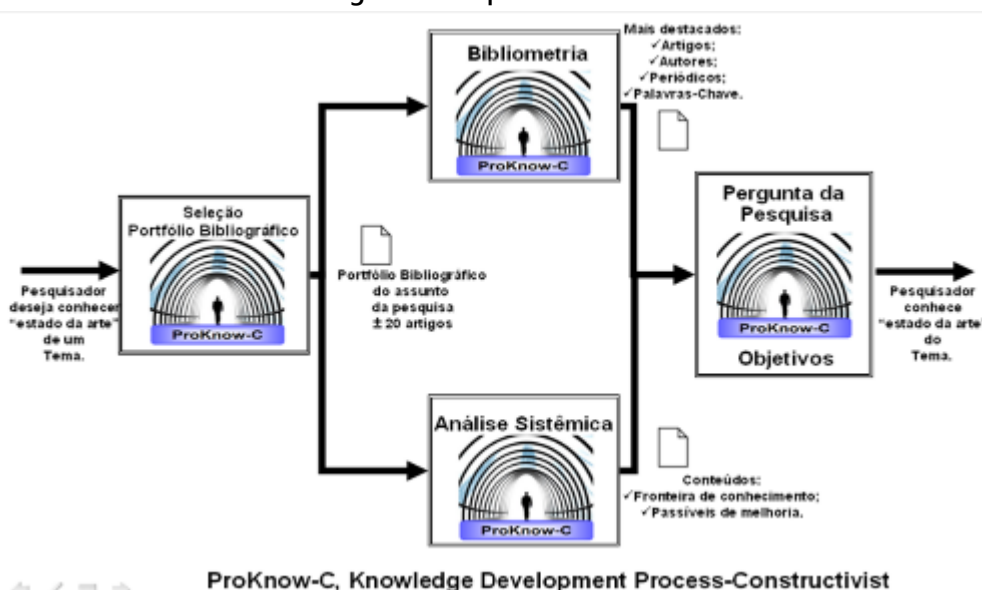 Bibliometria
ProKnow-C
Mais destacados:
✓Artigos;
✓Autores;
✓Periódicos;
✓Palavras-Chave.
Seleção
Portfólio Bibliográfico
ProKnow-C
Pesquisador
deseja conhecer
"estado da arte"
de um
Tema.
Portfólio Bibliográfico
do assunto
da pesquisa
± 20 artigos
Pergunta da
Pesquisa
ProKnow-C
Objetivos
Pesquisador
conhece
"estado da arte"
do
Tema.
Análise Sistêmica
ProKnow-C
Conteúdos:
✓Fronteira de conhecimento;
✓Passíveis de melhoria.
ProKnow-C, Knowledge Development Process-Constructivist